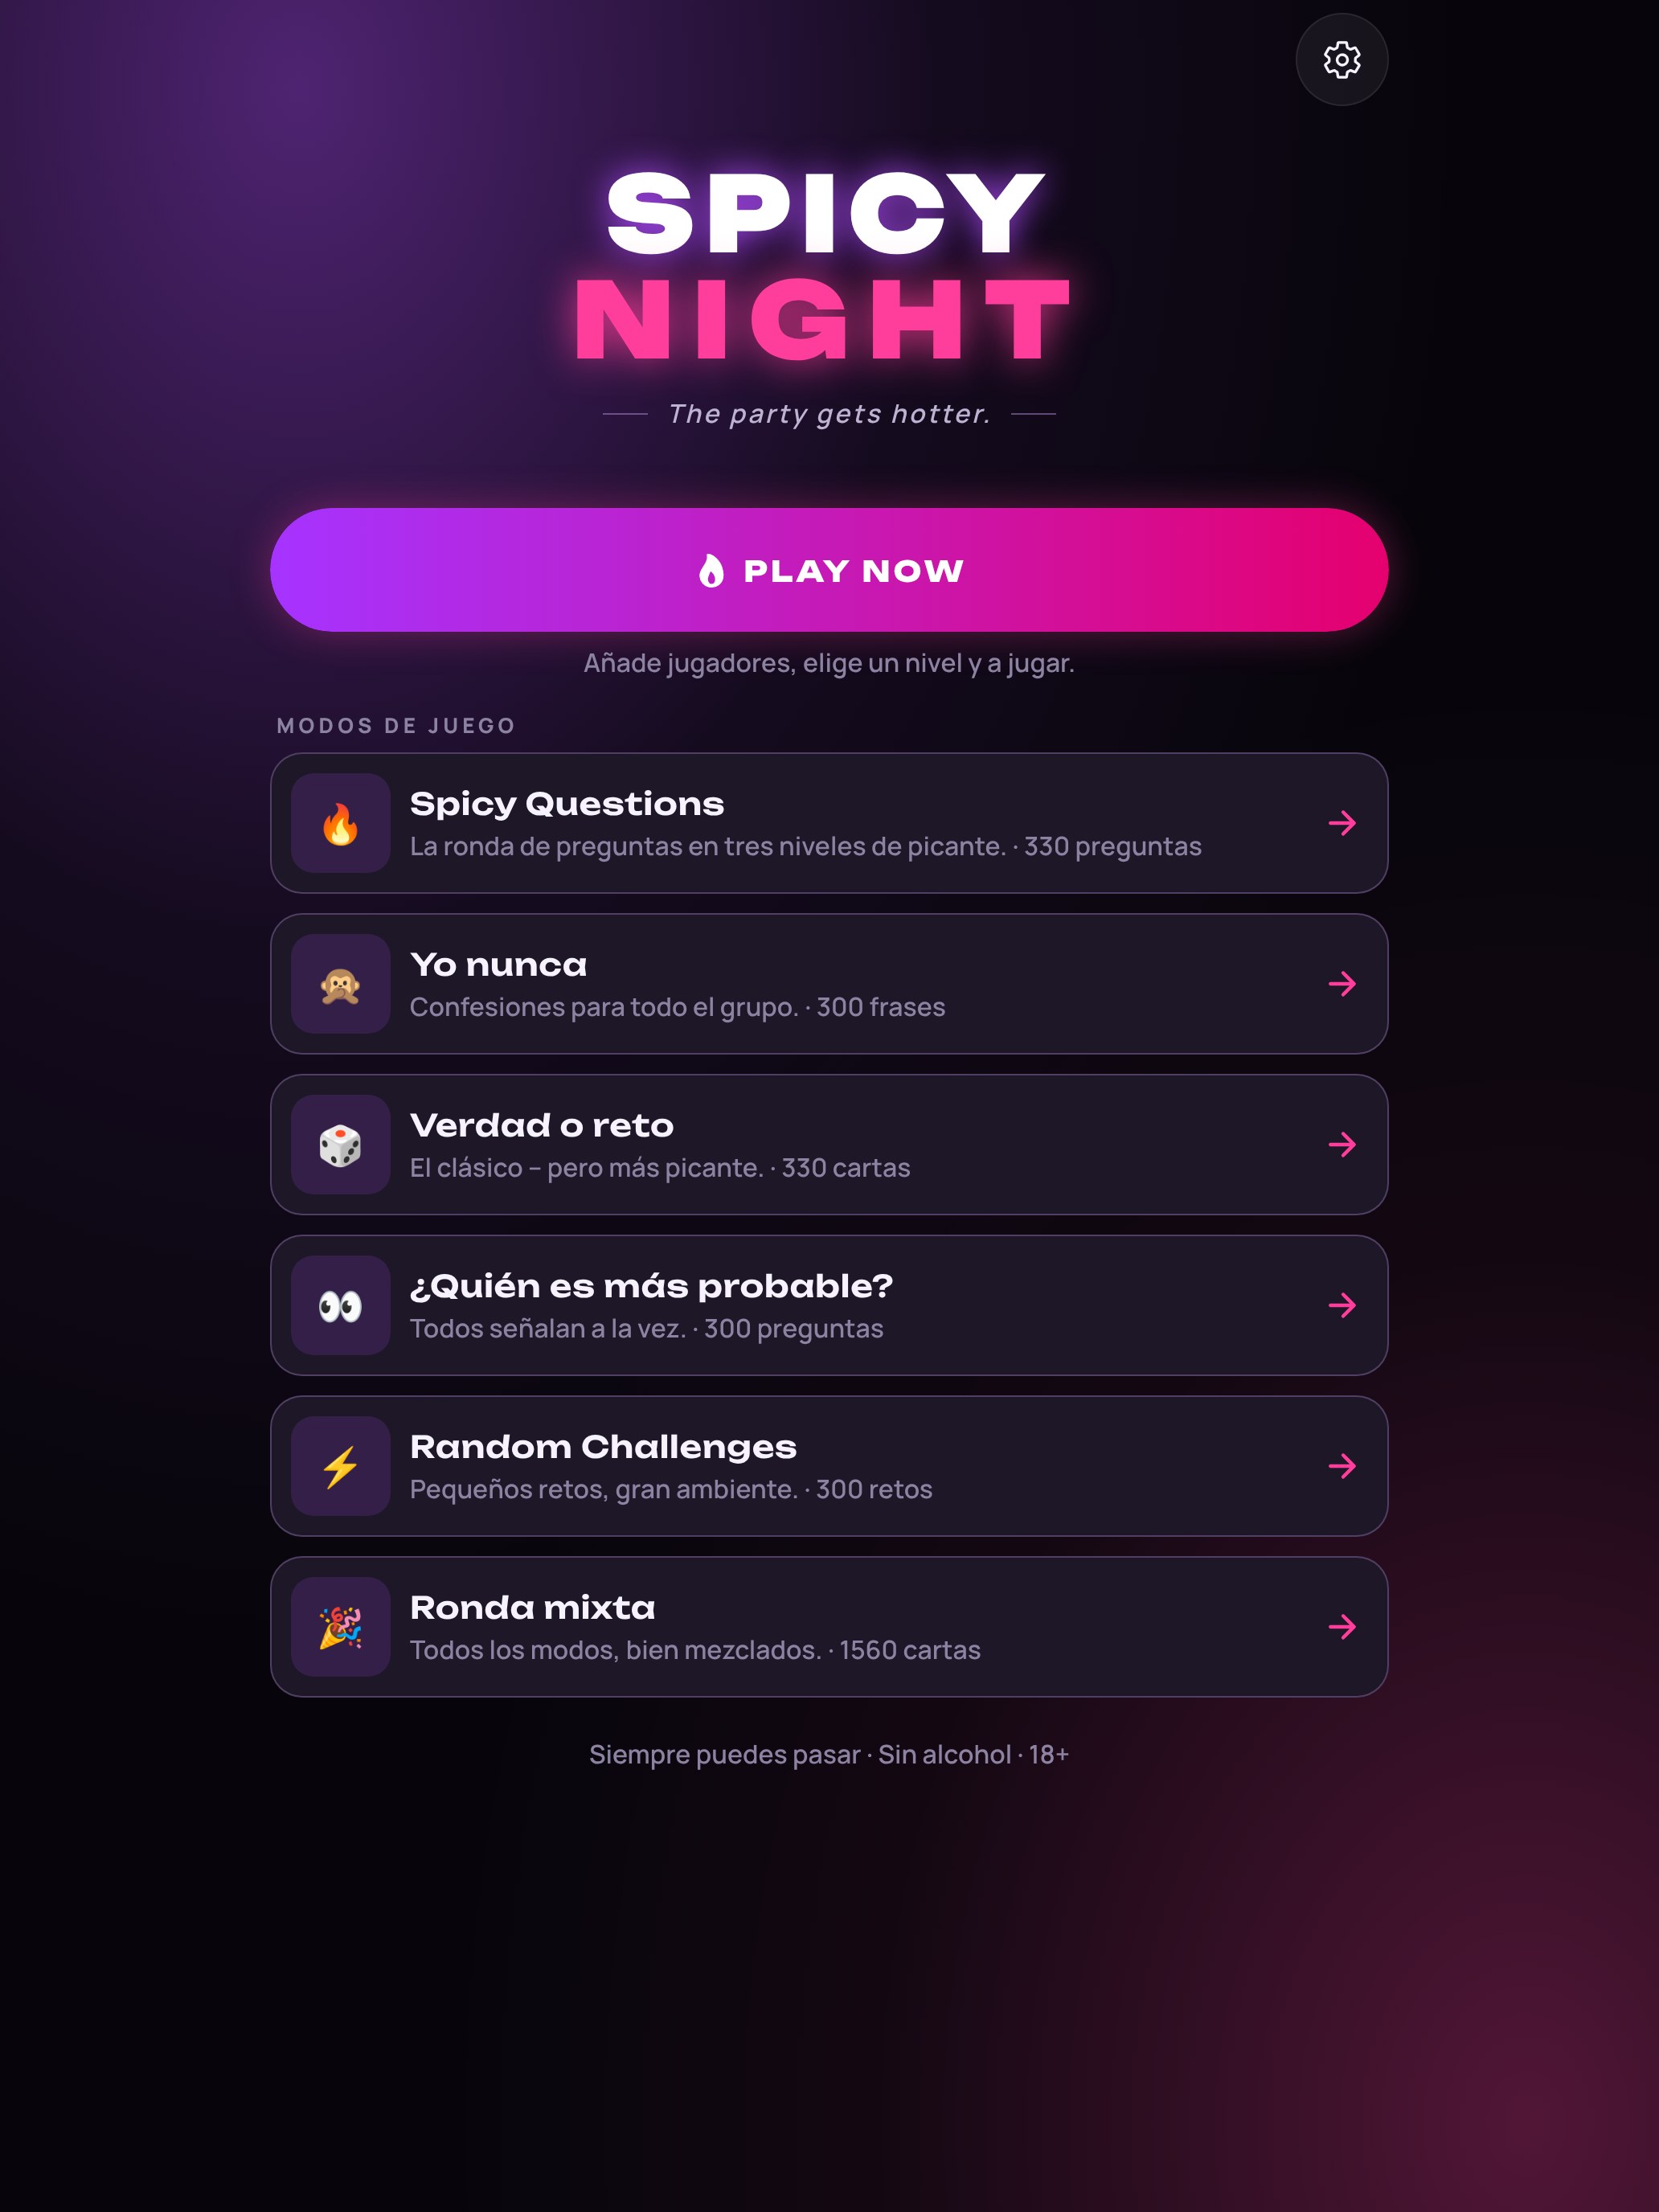 SPICY
NIGHT
The party gets hotter.
PLAY NOW
Añade jugadores, elige un nivel y a jugar.
MODOS DE JUEGO
Spicy Questions
La ronda de preguntas en tres niveles de picante. · 330 preguntas
Yo nunca
Confesiones para todo el grupo. · 300 frases
Verdad o reto
El clásico – pero más picante. · 330 cartas
¿Quién es más probable?
Todos señalan a la vez. · 300 preguntas
Random Challenges
Pequeños retos, gran ambiente. · 300 retos
Ronda mixta
Todos los modos, bien mezclados. · 1560 cartas
Siempre puedes pasar · Sin alcohol · 18+